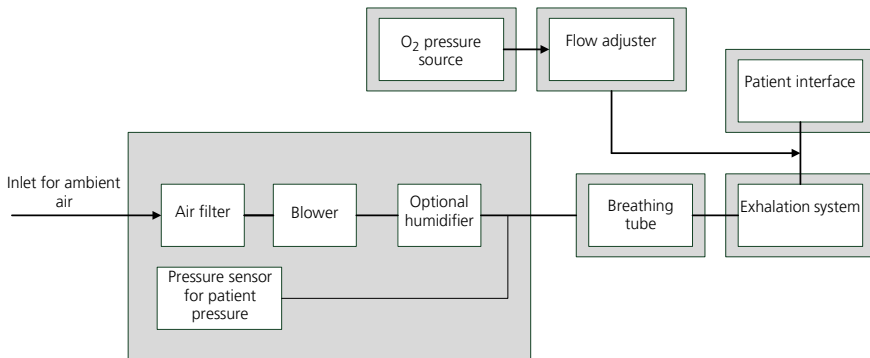 O2 pressure
source
Flow adjuster
Patient interface
Inlet for ambient
air
Air filter
Blower
Optional
humidifier
Breathing
tube
Exhalation system
Pressure sensor
for patient
pressure